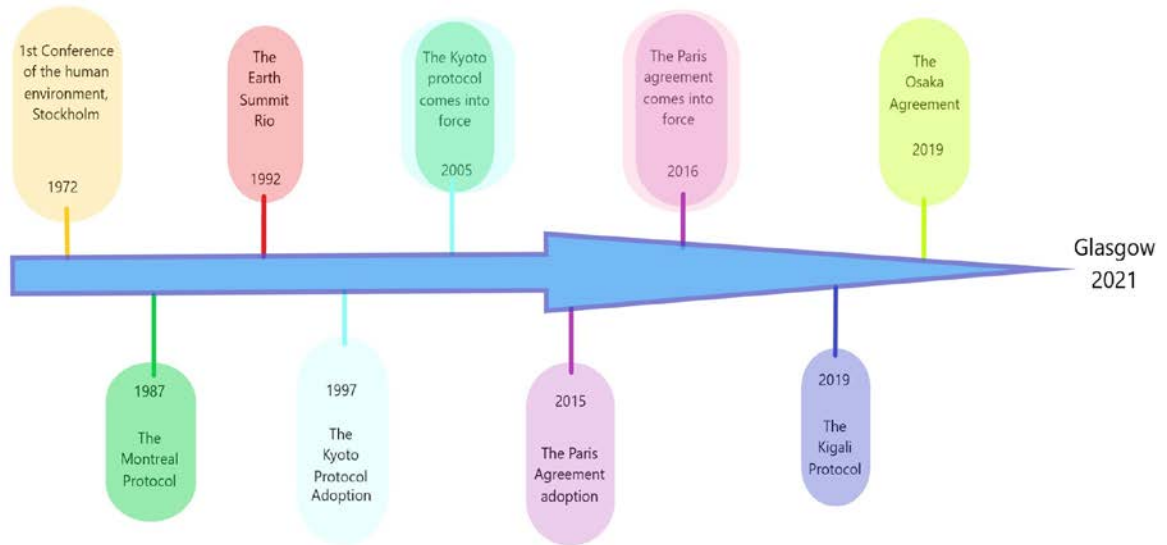 1st Conference
of the human
environment,
Stockholm
1972
The
Earth
Summit
Rio
1992
The Kyoto
protocol
comes into
force
2005
The Paris
agreement
comes into
force
2016
The
Osaka
Agreement
2019
Glasgow
2021
1987
The
Montreal
Protocol
1997
The
Kyoto
Protocol
Adoption
2015
The Paris
Agreement
adoption
2019
The
Kigali
Protocol